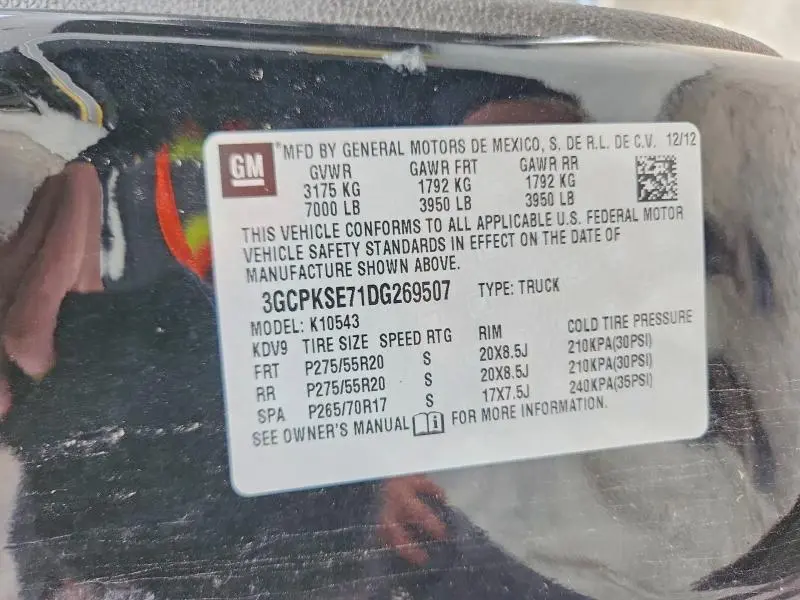 GM
MFD BY GENERAL MOTORS DE MEXICO, S. DE R.L. DE C.V. 12/12
GVWR GAWR FRT GAWR RR
3175 KG 1792 KG 1792 KG
7000 LB 3950 LB 3950 LB
THIS VEHICLE CONFORMS TO ALL APPLICABLE U.S. FEDERAL MOTOR
VEHICLE SAFETY STANDARDS IN EFFECT ON THE DATE OF
MANUFACTURE SHOWN ABOVE.
3GCPKSE71DG269507 TYPE: TRUCK
MODEL: K10543
KDV9 TIRE SIZE SPEED RTG RIM COLD TIRE PRESSURE
FRT P275/55R20 S 20X8.5J 210KPA(30PSI)
RR P275/55R20 S 20X8.5J 210KPA(30PSI)
SPA P265/70R17 S 17X7.5J 240KPA(35PSI)
SEE OWNER'S MANUAL i FOR MORE INFORMATION.